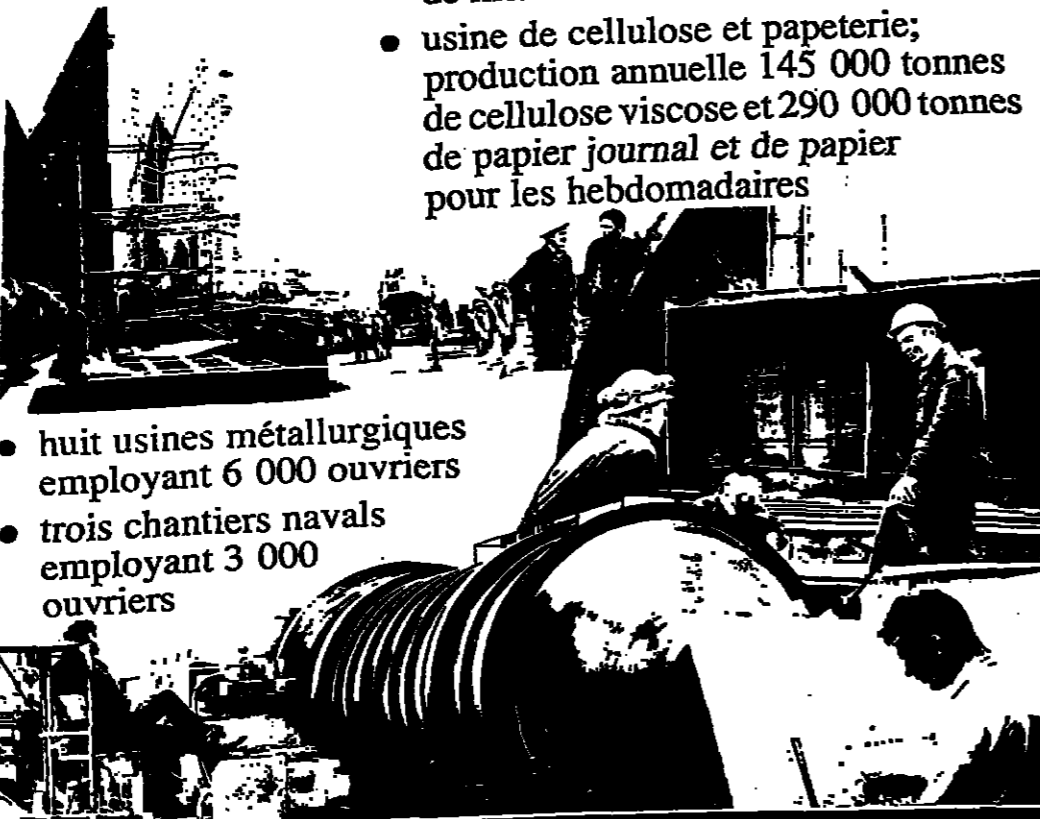 ● usine de cellulose et papeterie;
production annuelle 145 000 tonnes
de cellulose viscose et 290 000 tonnes
de papier journal et de papier
pour les hebdomadaires
● huit usines métallurgiques
employant 6 000 ouvriers
● trois chantiers navals
employant 3 000
ouvriers